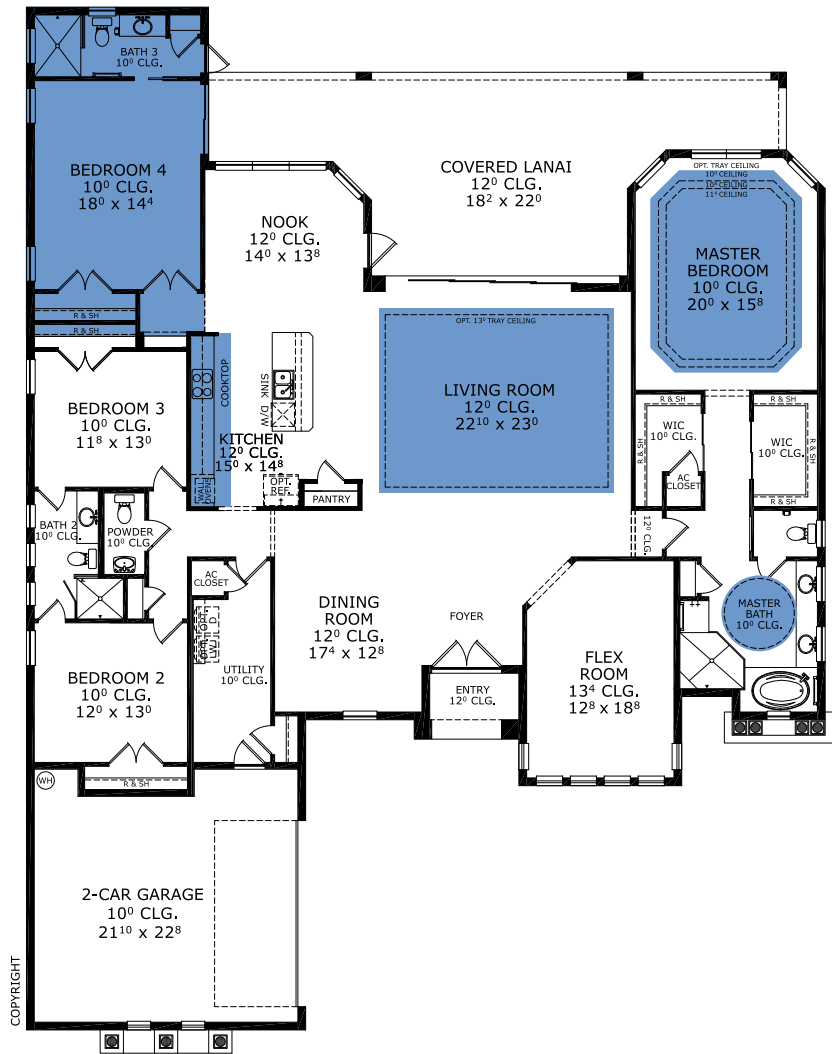 BATH 3
10⁰ CLG.
BEDROOM 4
10⁰ CLG.
18⁰ x 14⁴
R & SH
R & SH
COVERED LANAI
12⁰ CLG.
18² x 22⁰
NOOK
12⁰ CLG.
14⁰ x 13⁸
OPT. TRAY CEILING
10⁰ CEILING
10⁸ CEILING
11⁴ CEILING
MASTER
BEDROOM
10⁰ CLG.
20⁰ x 15⁸
OPT. 13⁸ TRAY CEILING
LIVING ROOM
12⁰ CLG.
22¹⁰ x 23⁰
COOKTOP
SINK D/W
KITCHEN
12⁰ CLG.
15⁰ x 14⁸
WALL
OVENS
OPT.
REF.
PANTRY
BEDROOM 3
10⁰ CLG.
11⁸ x 13⁰
R & SH
R & SH
WIC
10⁰ CLG.
AC
CLOSET
R & SH
WIC
10⁰ CLG.
R & SH
R & SH
BATH 2
10⁰ CLG.
POWDER
10⁰ CLG.
12⁰ CLG.
AC
CLOSET
OPT.
W D
UTILITY
10⁰ CLG.
DINING
ROOM
12⁰ CLG.
17⁴ x 12⁸
FOYER
ENTRY
12⁰ CLG.
FLEX
ROOM
13⁴ CLG.
12⁸ x 18⁸
MASTER
BATH
10⁰ CLG.
BEDROOM 2
10⁰ CLG.
12⁰ x 13⁰
R & SH
WH
2-CAR GARAGE
10⁰ CLG.
21¹⁰ x 22⁸
COPYRIGHT